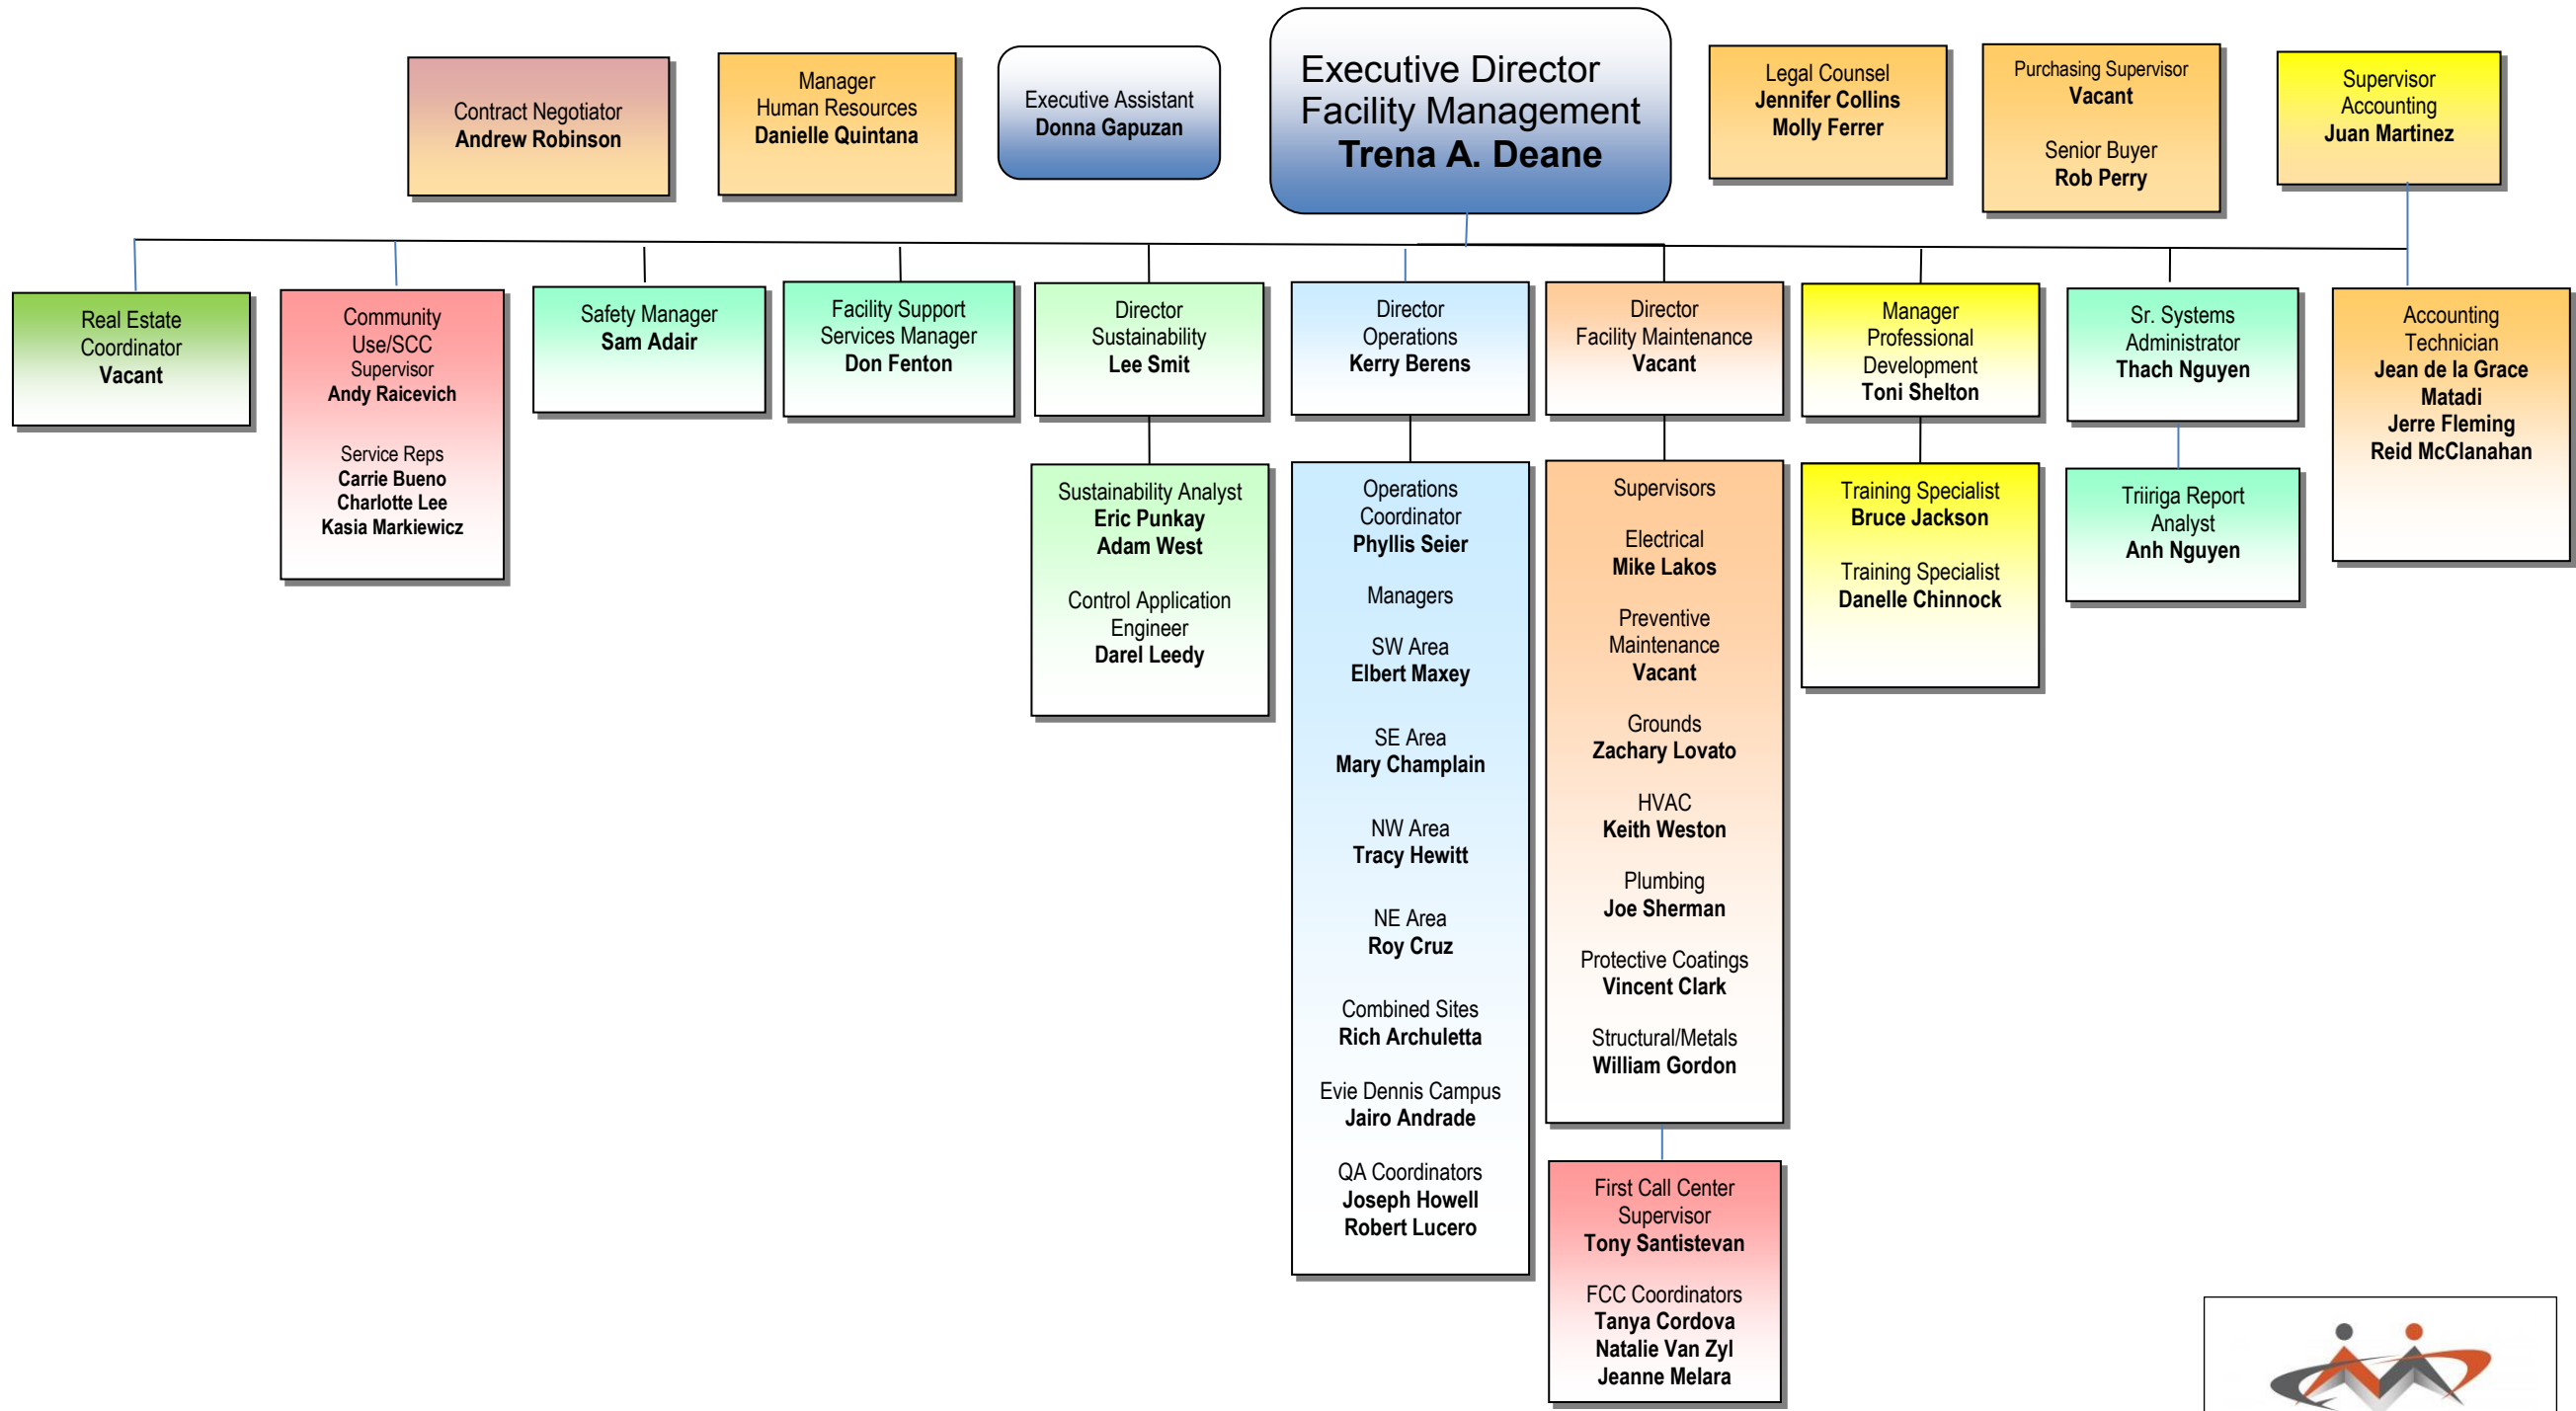 Contract Negotiator
Andrew Robinson
Manager
Human Resources
Danielle Quintana
Executive Assistant
Donna Gapuzan
Executive Director
Facility Management
Trena A. Deane
Legal Counsel
Jennifer Collins
Molly Ferrer
Purchasing Supervisor
Vacant
Senior Buyer
Rob Perry
Supervisor
Accounting
Juan Martinez
Real Estate
Coordinator
Vacant
Community
Use/SCC
Supervisor
Andy Raicevich
Service Reps
Carrie Bueno
Charlotte Lee
Kasia Markiewicz
Safety Manager
Sam Adair
Facility Support
Services Manager
Don Fenton
Director
Sustainability
Lee Smit
Sustainability Analyst
Eric Punkay
Adam West
Control Application
Engineer
Darel Leedy
Director
Operations
Kerry Berens
Operations
Coordinator
Phyllis Seier
Managers
SW Area
Elbert Maxey
SE Area
Mary Champlain
NW Area
Tracy Hewitt
NE Area
Roy Cruz
Combined Sites
Rich Archuletta
Evie Dennis Campus
Jairo Andrade
QA Coordinators
Joseph Howell
Robert Lucero
Director
Facility Maintenance
Vacant
Supervisors
Electrical
Mike Lakos
Preventive
Maintenance
Vacant
Grounds
Zachary Lovato
HVAC
Keith Weston
Plumbing
Joe Sherman
Protective Coatings
Vincent Clark
Structural/Metals
William Gordon
First Call Center
Supervisor
Tony Santistevan
FCC Coordinators
Tanya Cordova
Natalie Van Zyl
Jeanne Melara
Manager
Professional
Development
Toni Shelton
Training Specialist
Bruce Jackson
Training Specialist
Danelle Chinnock
Sr. Systems
Administrator
Thach Nguyen
Triiriga Report
Analyst
Anh Nguyen
Accounting
Technician
Jean de la Grace
Matadi
Jerre Fleming
Reid McClanahan